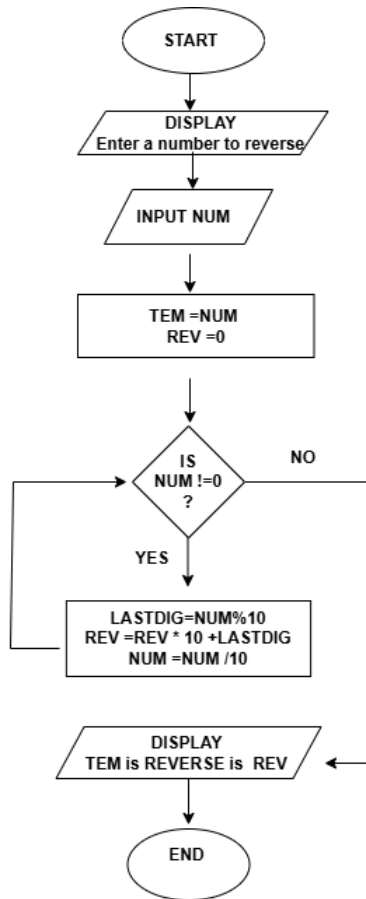 START
DISPLAY
Enter a number to reverse
INPUT NUM
TEM =NUM
REV =0
IS
NUM !=0
?
NO
YES
LASTDIG=NUM%10
REV =REV * 10 +LASTDIG
NUM =NUM /10
DISPLAY
TEM is REVERSE is REV
END